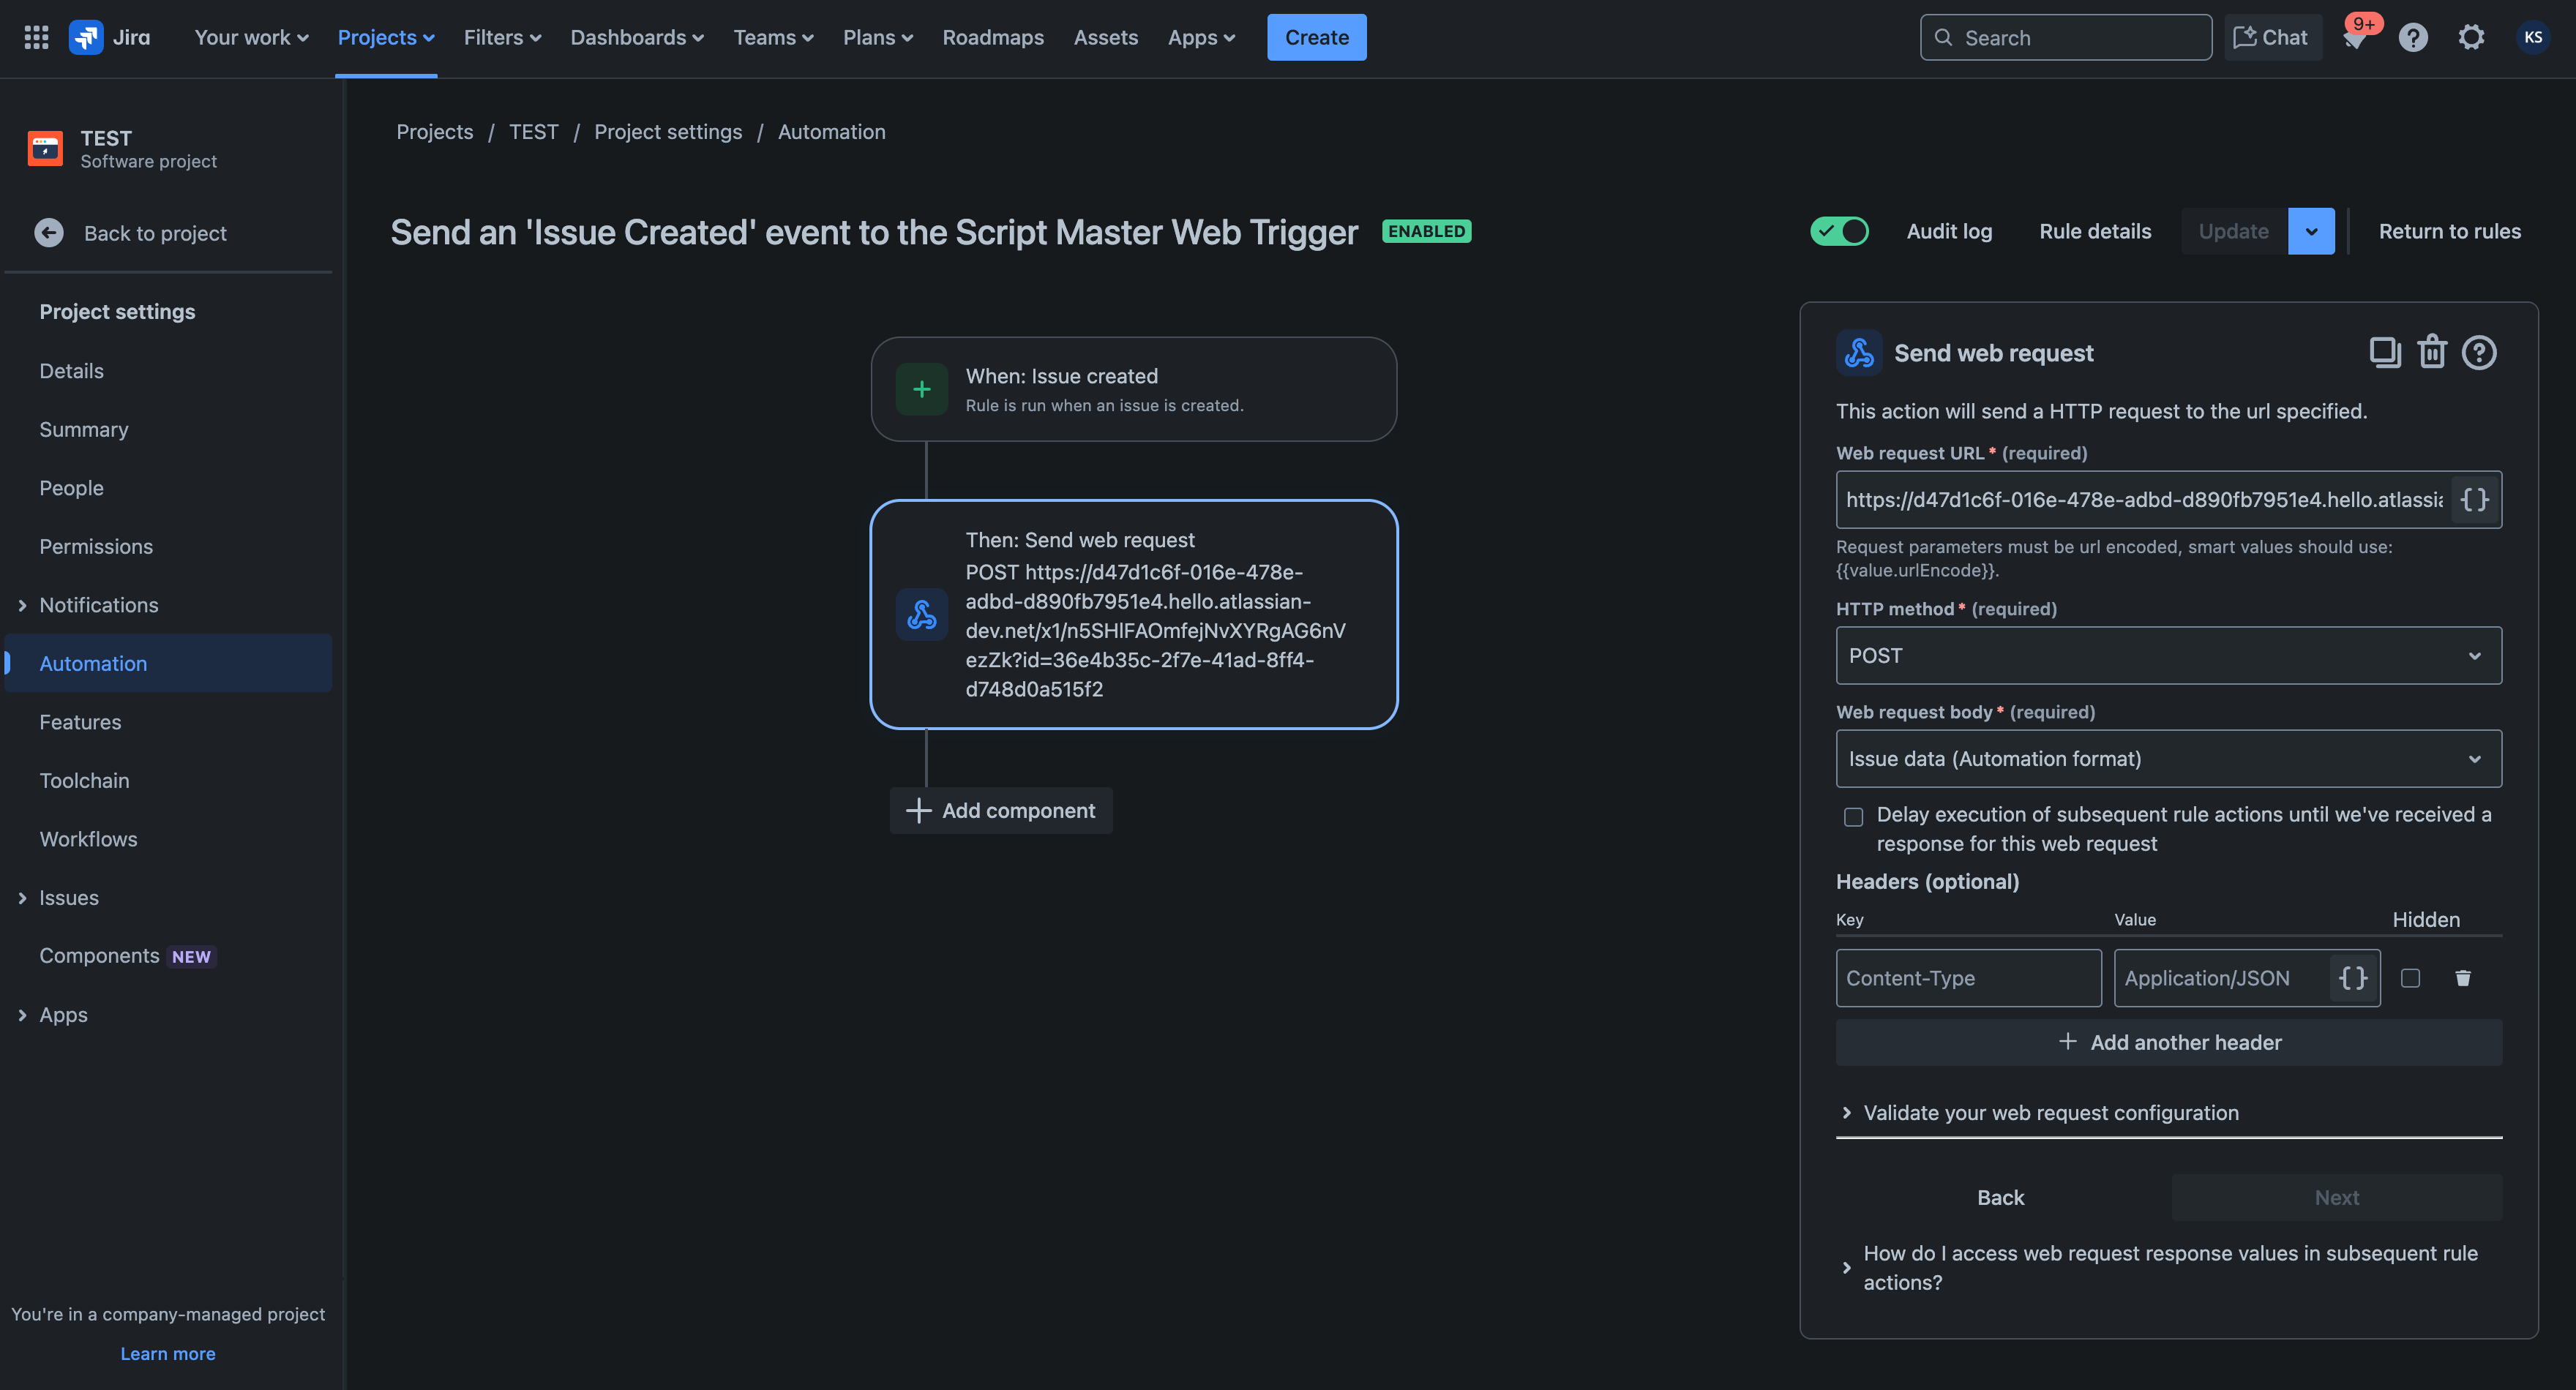 Jira
Your work
Projects
Filters
Dashboards
Teams
Plans
Roadmaps
Assets
Apps
Create
Search
Chat
9+
KS
TEST
Software project
Back to project
Project settings
Details
Summary
People
Permissions
Notifications
Automation
Features
Toolchain
Workflows
Issues
Components NEW
Apps
You're in a company-managed project
Learn more
Projects / TEST / Project settings / Automation
Send an 'Issue Created' event to the Script Master Web Trigger ENABLED
Audit log
Rule details
Update
Return to rules
When: Issue created
Rule is run when an issue is created.
Then: Send web request
POST https://d47d1c6f-016e-478e-
adbd-d890fb7951e4.hello.atlassian-
dev.net/x1/n5SHlFAOmfejNvXYRgAG6nV
ezZk?id=36e4b35c-2f7e-41ad-8ff4-
d748d0a515f2
Add component
Send web request
This action will send a HTTP request to the url specified.
Web request URL* (required)
https://d47d1c6f-016e-478e-adbd-d890fb7951e4.hello.atlassia {}
Request parameters must be url encoded, smart values should use:
{{value.urlEncode}}.
HTTP method* (required)
POST
Web request body* (required)
Issue data (Automation format)
Delay execution of subsequent rule actions until we've received a
response for this web request
Headers (optional)
Key Value Hidden
Content-Type Application/JSON {}
Add another header
Validate your web request configuration
Back
Next
How do I access web request response values in subsequent rule
actions?